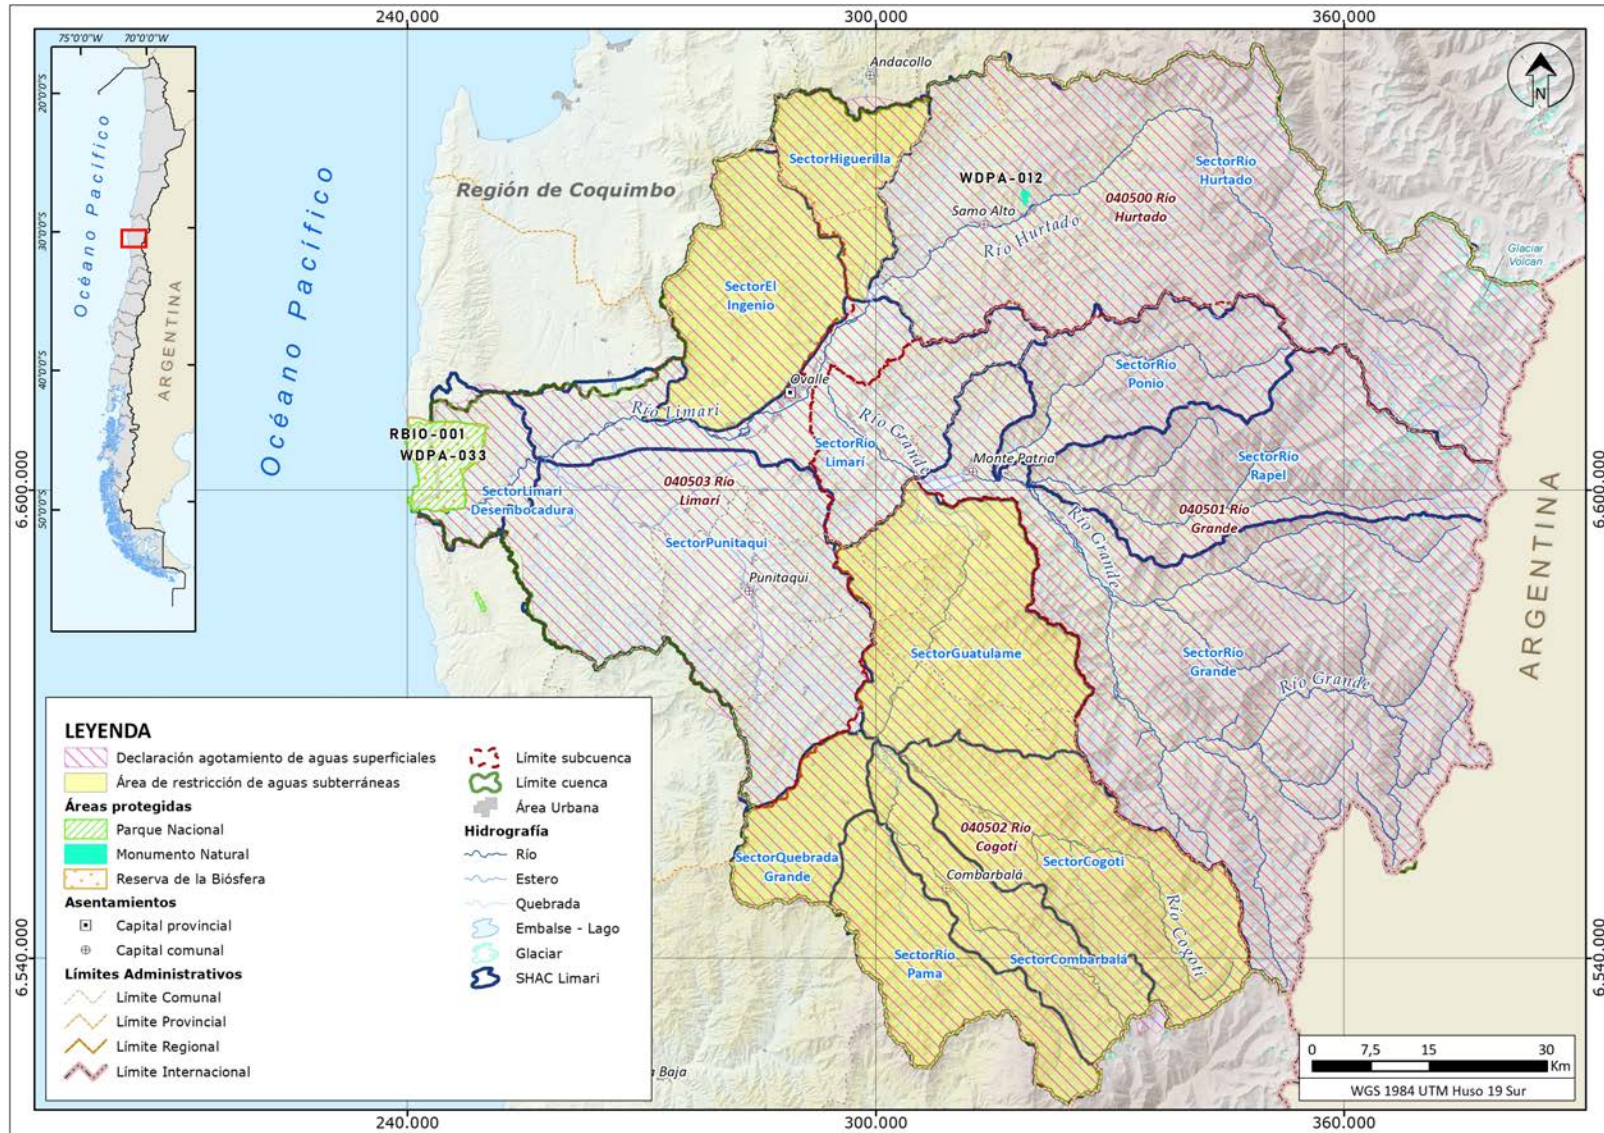 240.000
300.000
360.000
75°0'0"W
70°0'0"W
20°0'0"S
30°0'0"S
40°0'0"S
50°0'0"S
Océano Pacífico
ARGENTINA
Océano Pacífico
Región de Coquimbo
Andacollo
N
SectorHiguerilla
WDPA-012
SectorRío
Hurtado
040500 Río
Hurtado
Samo Alto
Río Hurtado
Glaciar
Volcan
SectorEl
Ingenio
SectorRío
Ponio
Ovalle
Río Limari
Río Grande
RBIO-001
WDPA-033
SectorRío
Limarí
Monte Patria
SectorRío
Rapel
040503 Río
Limarí
SectorLimari
Desembocadura
040501 Río
Grande
Río Grande
6.600.000
6.600.000
SectorPunitaqui
Punitaqui
ARGENTINA
SectorGuatulame
SectorRío
Grande
Río Grande
LEYENDA
Declaración agotamiento de aguas superficiales
Área de restricción de aguas subterráneas
Áreas protegidas
Parque Nacional
Monumento Natural
Reserva de la Biósfera
Asentamientos
Capital provincial
Capital comunal
Límites Administrativos
Límite Comunal
Límite Provincial
Límite Regional
Límite Internacional
Límite subcuenca
Límite cuenca
Área Urbana
Hidrografía
Río
Estero
Quebrada
Embalse - Lago
Glaciar
SHAC Limari
040502 Río
Cogotí
SectorQuebrada
Grande
SectorCogoti
Combarbalá
Río Cogoti
SectorRío
Pama
SectorCombarbalá
6.540.000
6.540.000
a Baja
0 7,5 15 30
Km
WGS 1984 UTM Huso 19 Sur
240.000
300.000
360.000